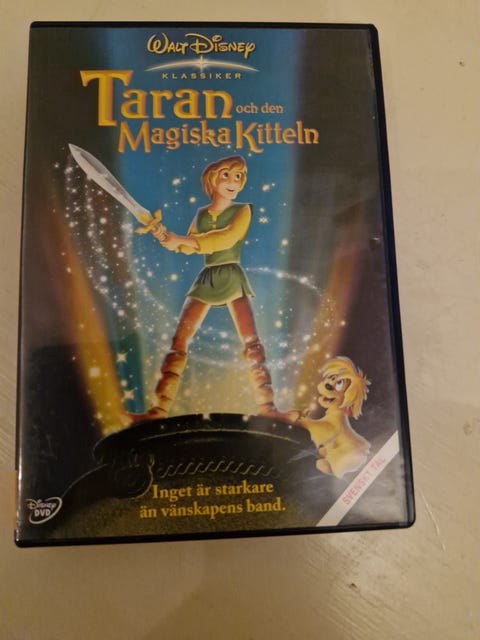 WALT DISNEY
KLASSIKER
Taran och den
Magiska Kitteln
Inget är starkare
än vänskapens band.
SVENSKT TAL
Disney
DVD